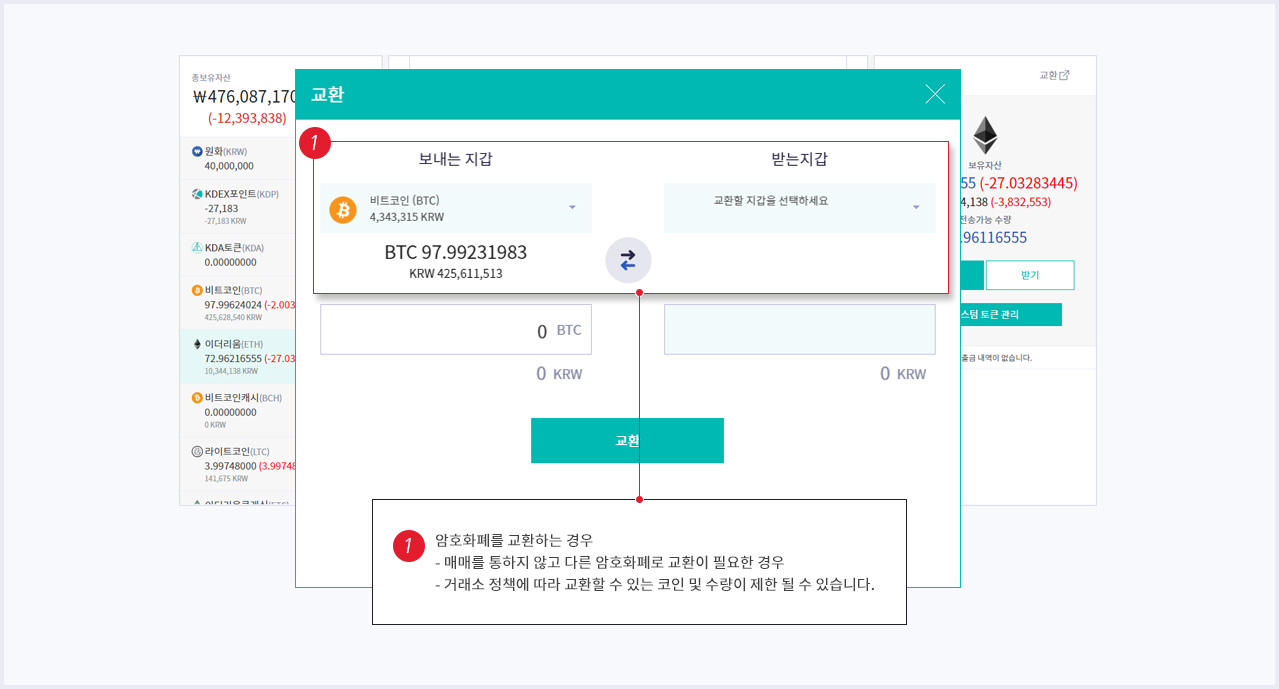 총보유자산
₩476,087,170
(-12,393,838)
원화(KRW)
40,000,000
KDEX포인트(KDP)
-27,183
-27,183 KRW
KDA토큰(KDA)
0.00000000
비트코인(BTC)
97.99624024 (-2.003
425,628,540 KRW
이더리움(ETH)
72.96216555 (-27.03
10,344,138 KRW
비트코인캐시(BCH)
0.00000000
0 KRW
라이트코인(LTC)
3.99748000 (3.99748
141,675 KRW
이더리움클래식(ETC)
교환
1
보내는 지갑
받는지갑
비트코인 (BTC)
4,343,315 KRW
교환할 지갑을 선택하세요
BTC 97.99231983
KRW 425,611,513
0 BTC
0 KRW
0 KRW
교환
1
암호화폐를 교환하는 경우
- 매매를 통하지 않고 다른 암호화폐로 교환이 필요한 경우
- 거래소 정책에 따라 교환할 수 있는 코인 및 수량이 제한 될 수 있습니다.
교환
보유자산
55 (-27.03283445)
4,138 (-3,832,553)
전송가능 수량
.96116555
받기
스텀 토큰 관리
출금 내역이 없습니다.